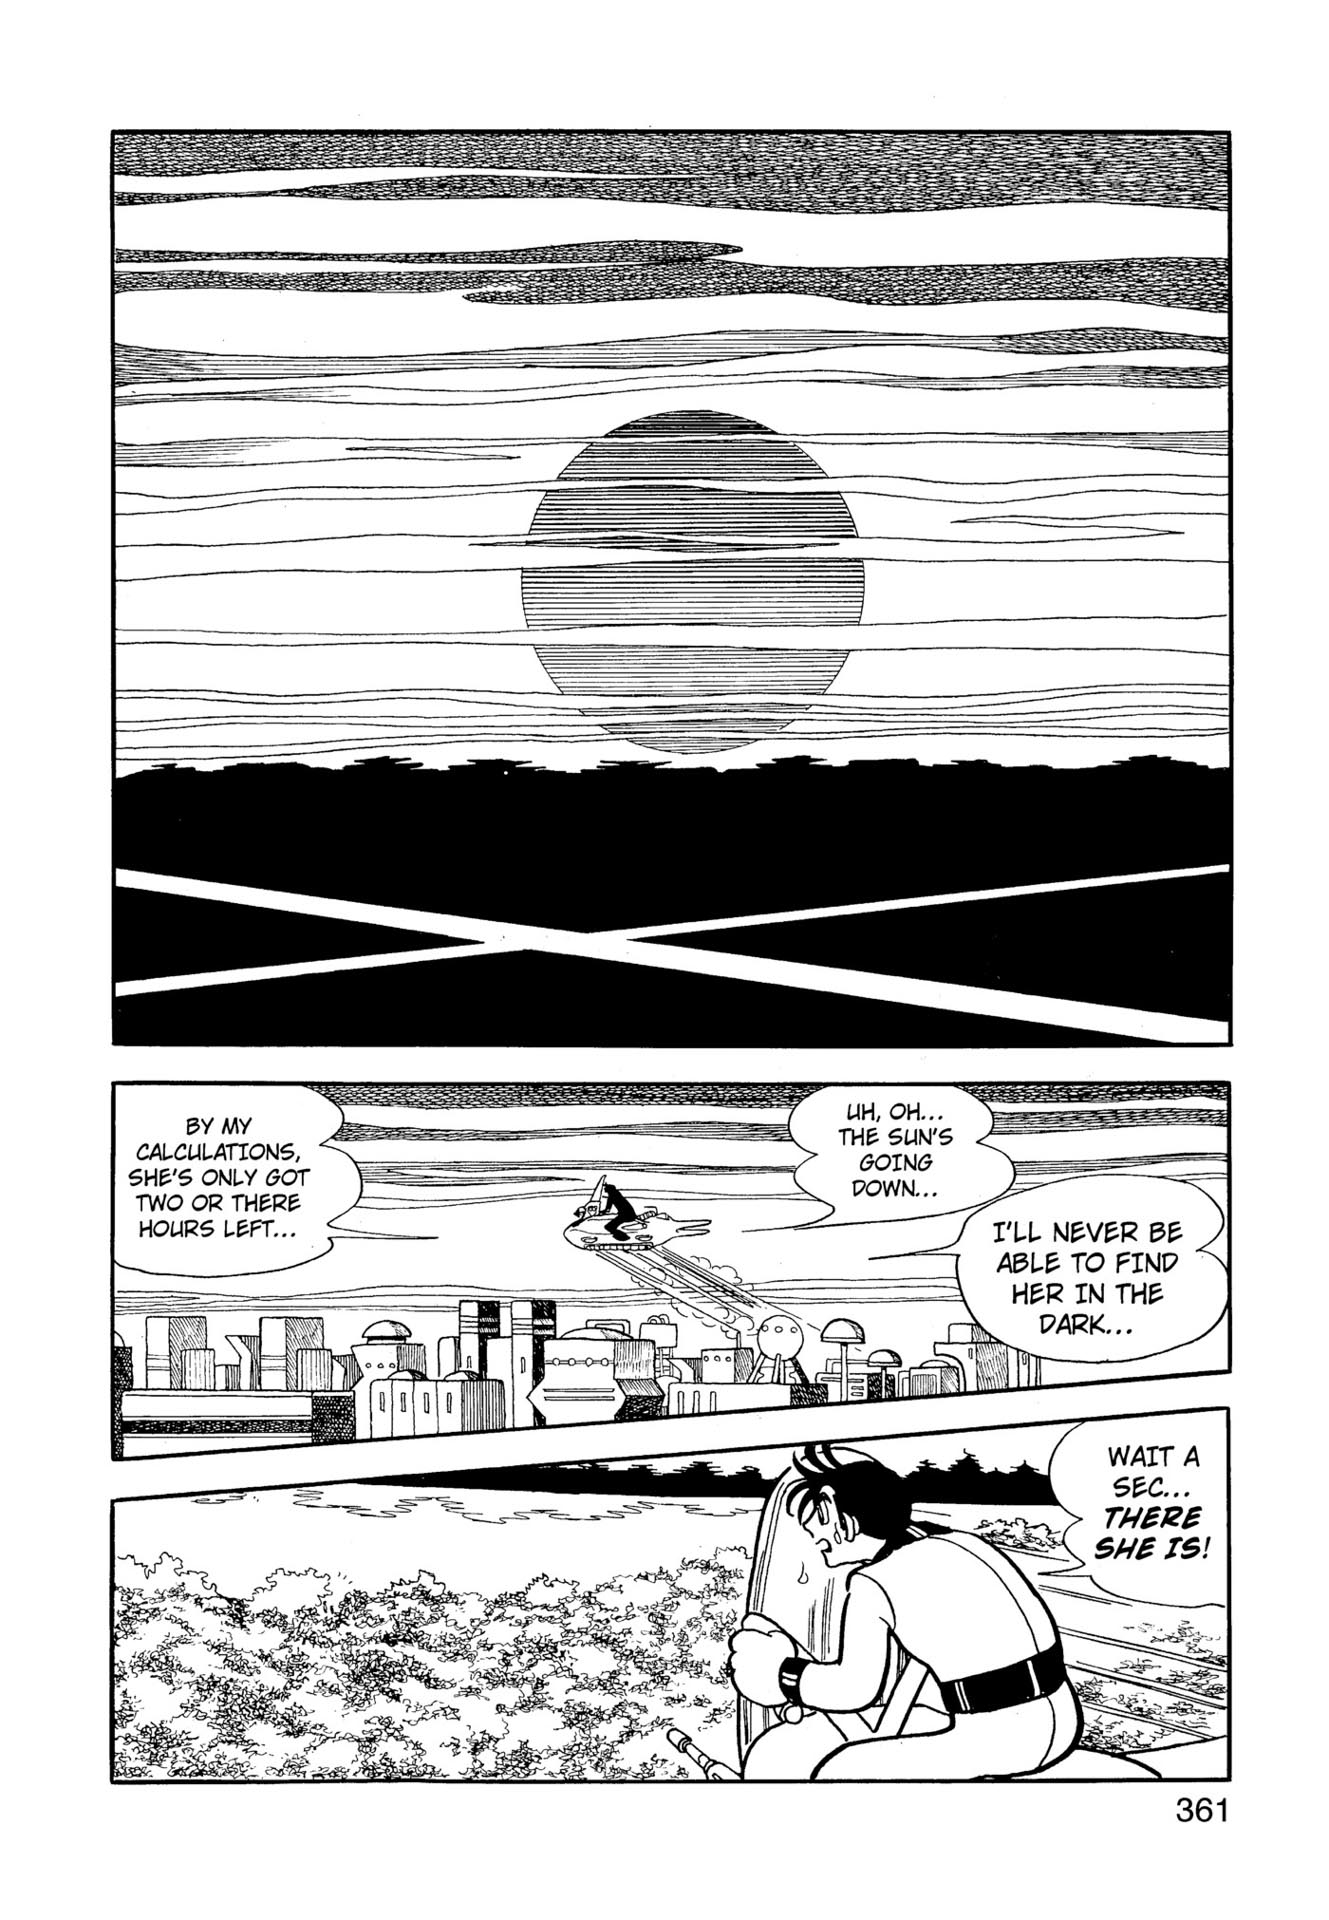 UH, OH...
THE SUN'S
GOING
DOWN...
I'LL NEVER BE
ABLE TO FIND
HER IN THE
DARK...
BY MY
CALCULATIONS,
SHE'S ONLY GOT
TWO OR THERE
HOURS LEFT...
WAIT A
SEC...
THERE
SHE IS!
361